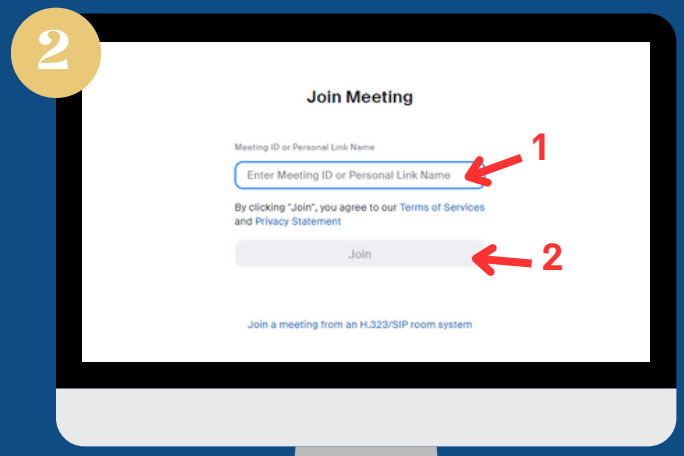 2
Join Meeting
Meeting ID or Personal Link Name
1
Enter Meeting ID or Personal Link Name
By clicking "Join", you agree to our Terms of Services
and Privacy Statement
Join
2
Join a meeting from an H.323/SIP room system